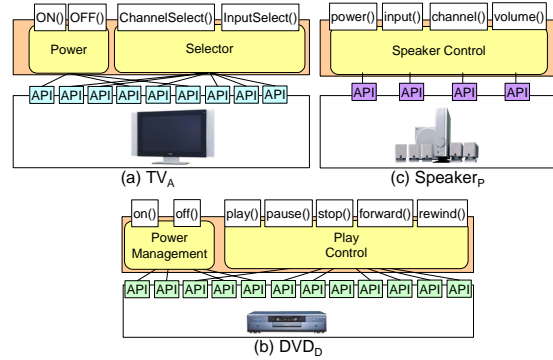 ON() OFF() ChannelSelect() InputSelect()
Power Selector
API API API API API API API API API
(a) TVA
power() input() channel() volume()
Speaker Control
API API API API
(c) SpeakerP
on() off() play() pause() stop() forward() rewind()
Power
Management
Play
Control
API API API API API API API API API API API API
(b) DVDD